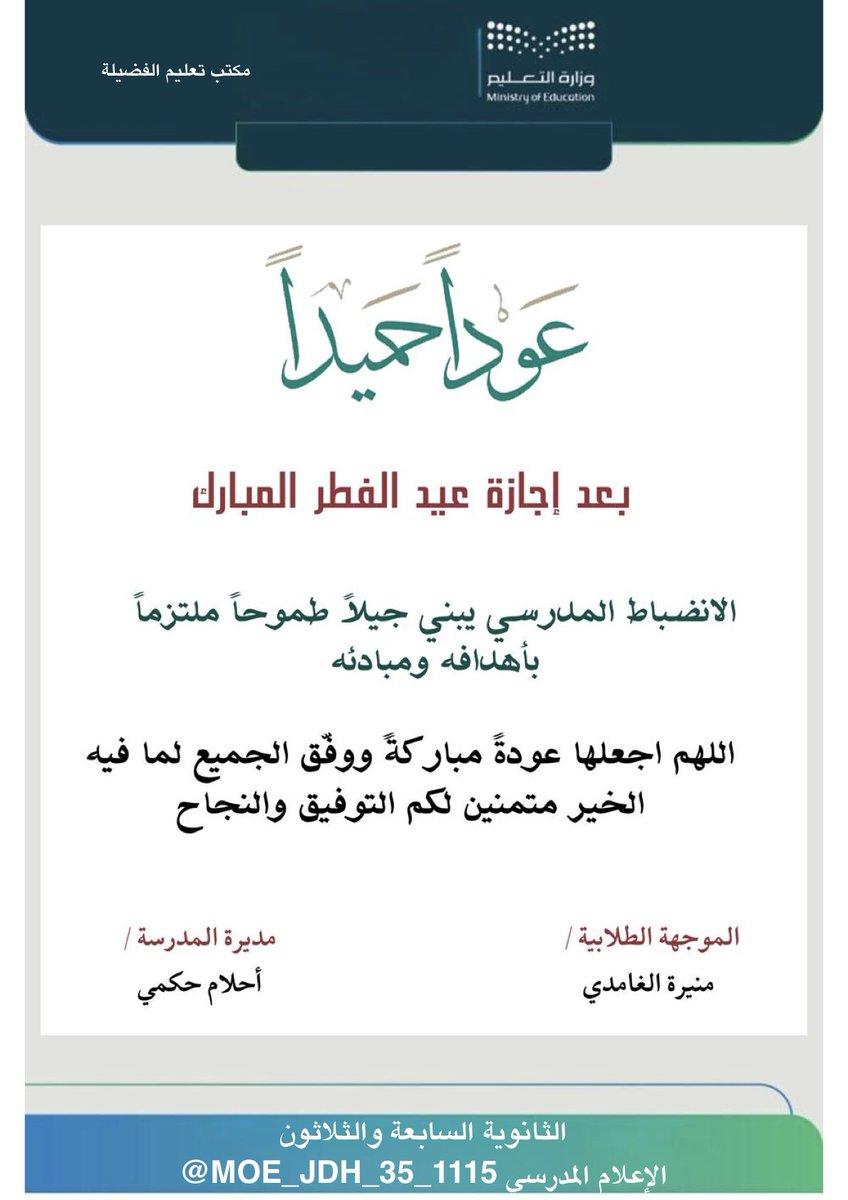 مكتب تعليم الفضيلة
وزارة التعليم
Ministry of Education
عَوداً حميداً
بعد إجازة عيد الفطر المبارك
الانضباط المدرسي يبني جيلاً طموحاً ملتزماً
بأهدافه ومبادئه
اللهم اجعلها عودةً مباركةً ووفّق الجميع لما فيه
الخير متمنين لكم التوفيق والنجاح
الموجهة الطلابية /
منيرة الغامدي
مديرة المدرسة /
أحلام حكمي
الثانوية السابعة والثلاثون
الإعلام المدرسي @MOE_JDH_35_1115